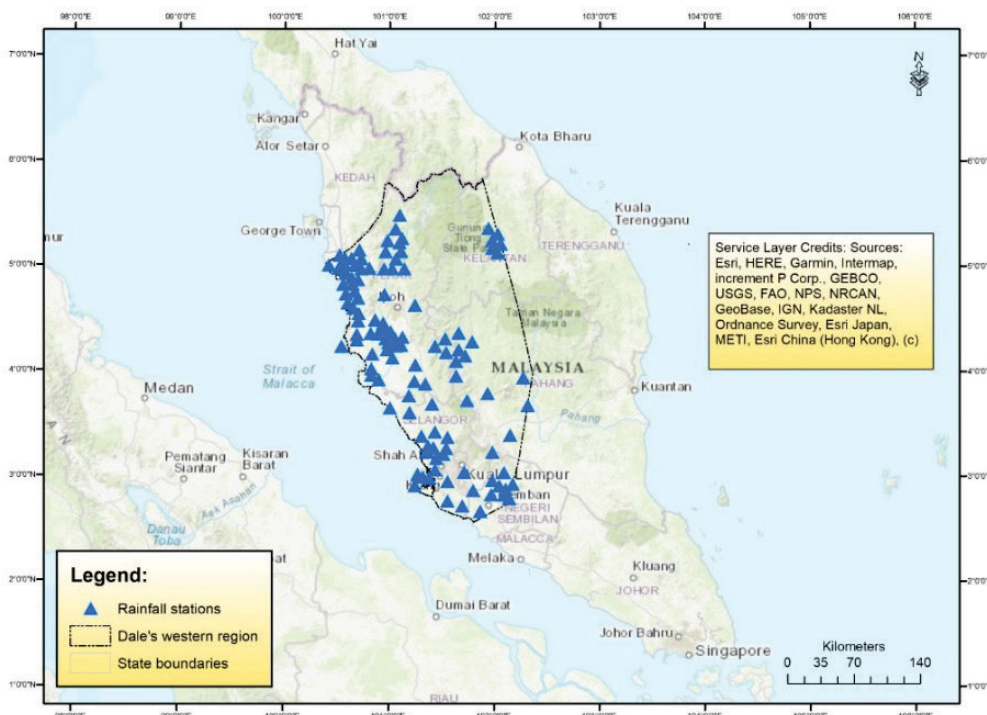 98°0'0"E 99°0'0"E 100°0'0"E 101°0'0"E 102°0'0"E 103°0'0"E 104°0'0"E 105°0'0"E 106°0'0"E
7°0'0"N
Hat Yai
7°0'0"N
N
Kangar
Alor Setar
6°0'0"N
Kota Bharu
6°0'0"N
KEDAH
George Town
Kuala
Terengganu
TERENGGANU
5°0'0"N
5°0'0"N
Service Layer Credits: Sources:
Esri, HERE, Garmin, Intermap,
increment P Corp., GEBCO,
USGS, FAO, NPS, NRCAN,
GeoBase, IGN, Kadaster NL,
Ordnance Survey, Esri Japan,
METI, Esri China (Hong Kong), (c)
Taman Negara
Malaysia
Strait of
Malacca
MALAYSIA
4°0'0"N
4°0'0"N
AHANG
Medan
Kuantan
Pahang
SELANGOR
Shah A
Pematang
Siantar
Kisaran
Barat
3°0'0"N
Kuala Lumpur
3°0'0"N
Aek Asahan
mban
NEGERI
SEMBILAN
MALACCA
Danau
Toba
Melaka
Kluang
2°0'0"N
2°0'0"N
JOHOR
Dumai Barat
Johor Bahru
Singapore
RIAU
1°0'0"N
1°0'0"N
Legend:
Rainfall stations
Dale's western region
State boundaries
Kilometers
0 35 70 140